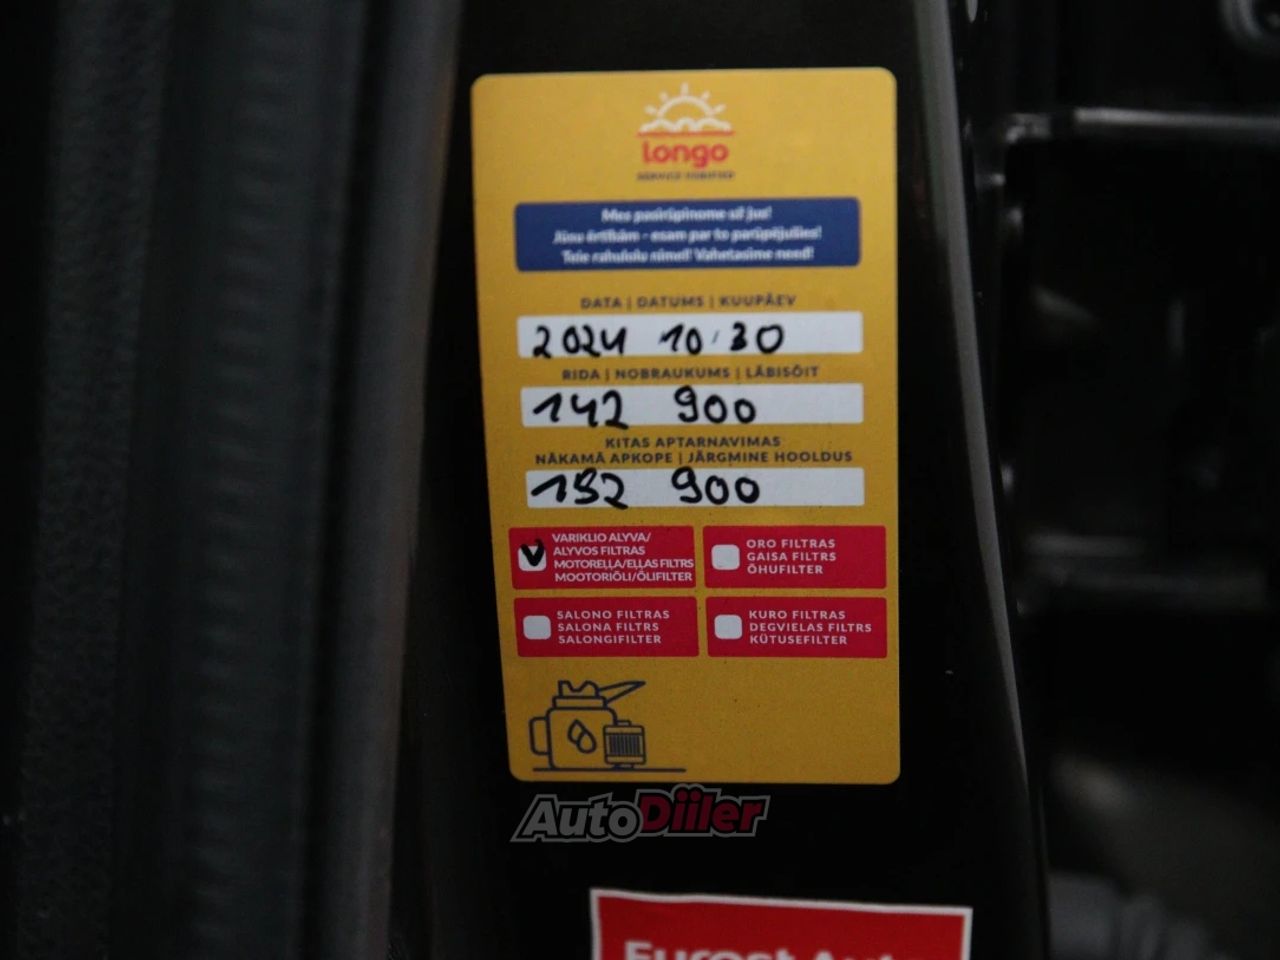 longo
SERVICE VERIFIED
Mes pasirūpinome už jus!
Jūsu ērtībām - esam par to parūpējušies!
Teie rahulolu nimel! Vahetasime need!
DATA | DATUMS | KUUPÄEV
2024 10.30
RIDA | NOBRAUKUMS | LÄBISÕIT
142 900
KITAS APTARNAVIMAS
NĀKAMĀ APKOPE | JÄRGMINE HOOLDUS
152 900
V
VARIKLIO ALYVA/
ALYVOS FILTRAS
MOTOREĻĻA/EĻĻAS FILTRS
MOOTORIÕLI/ÕLIFILTER
ORO FILTRAS
GAISA FILTRS
ÕHUFILTER
SALONO FILTRAS
SALONA FILTRS
SALONGIFILTER
KURO FILTRAS
DEGVIELAS FILTRS
KÜTUSEFILTER
AutoDiiler